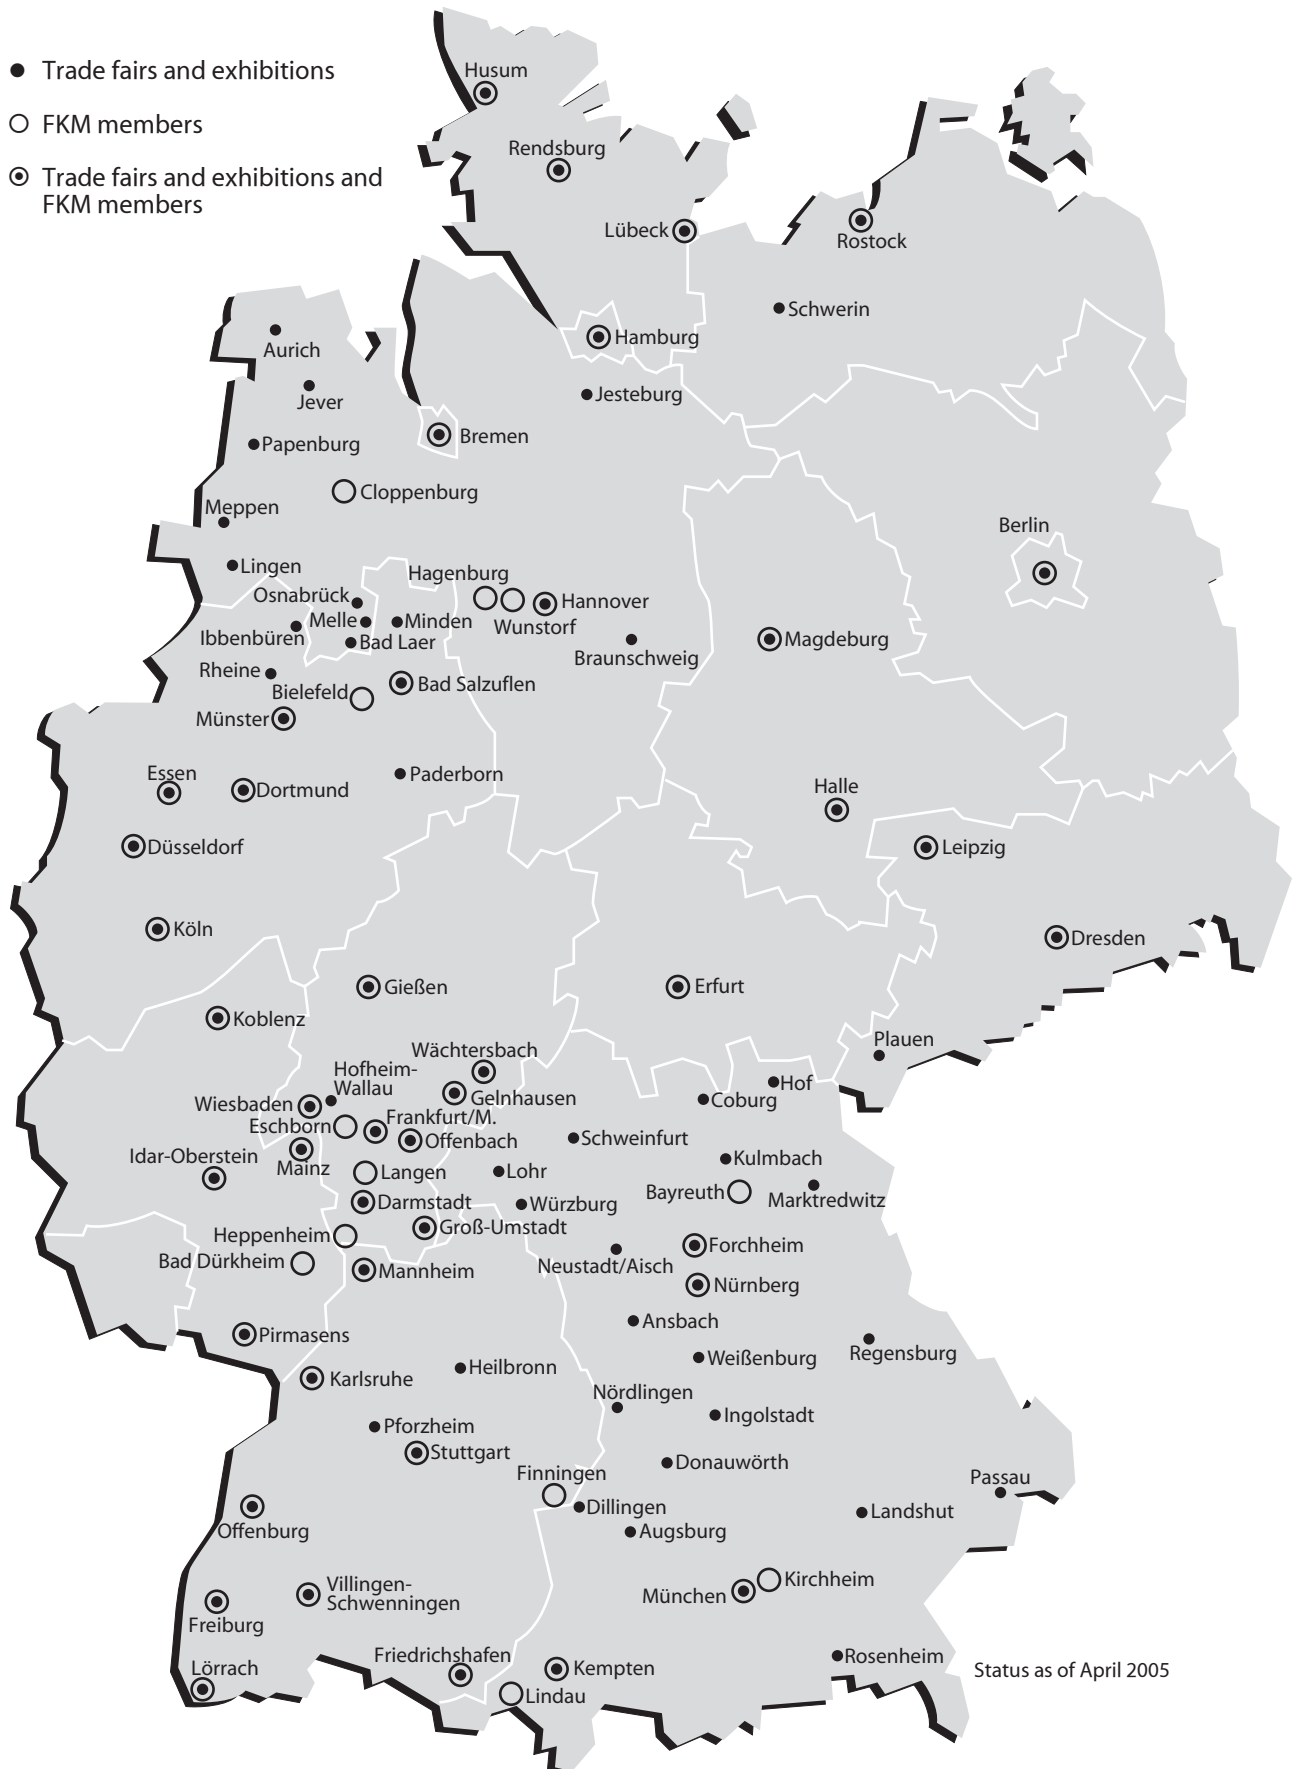 Trade fairs and exhibitions
FKM members
Trade fairs and exhibitions and
FKM members
Husum
Rendsburg
Lübeck
Rostock
Schwerin
Hamburg
Aurich
Jever
Jesteburg
Papenburg
Bremen
Cloppenburg
Meppen
Berlin
Lingen
Hagenburg
Osnabrück
Hannover
Melle
Minden
Wunstorf
Ibbenbüren
Bad Laer
Magdeburg
Braunschweig
Rheine
Bielefeld
Bad Salzuflen
Münster
Essen
Paderborn
Dortmund
Halle
Düsseldorf
Leipzig
Köln
Dresden
Gießen
Erfurt
Koblenz
Plauen
Wächtersbach
Hofheim-
Wallau
Hof
Gelnhausen
Coburg
Wiesbaden
Frankfurt/M.
Eschborn
Offenbach
Schweinfurt
Idar-Oberstein
Mainz
Kulmbach
Langen
Lohr
Bayreuth
Marktredwitz
Darmstadt
Würzburg
Groß-Umstadt
Heppenheim
Forchheim
Bad Dürkheim
Neustadt/Aisch
Mannheim
Nürnberg
Ansbach
Pirmasens
Regensburg
Weißenburg
Heilbronn
Karlsruhe
Nördlingen
Ingolstadt
Pforzheim
Stuttgart
Donauwörth
Finningen
Passau
Dillingen
Landshut
Offenburg
Augsburg
Kirchheim
Villingen-
Schwenningen
München
Freiburg
Friedrichshafen
Rosenheim
Lörrach
Kempten
Status as of April 2005
Lindau